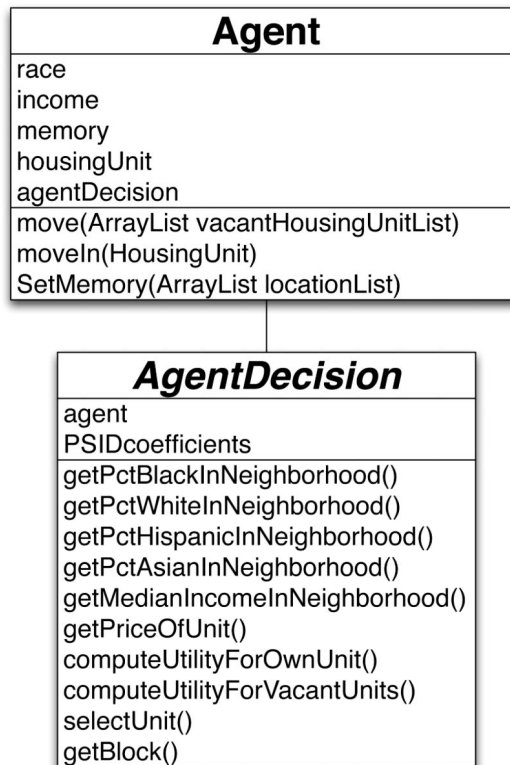 Agent
race
income
memory
housingUnit
agentDecision
move(ArrayList vacantHousingUnitList)
moveIn(HousingUnit)
SetMemory(ArrayList locationList)
AgentDecision
agent
PSIDcoefficients
getPctBlackInNeighborhood()
getPctWhiteInNeighborhood()
getPctHispanicInNeighborhood()
getPctAsianInNeighborhood()
getMedianIncomeInNeighborhood()
getPriceOfUnit()
computeUtilityForOwnUnit()
computeUtilityForVacantUnits()
selectUnit()
getBlock()